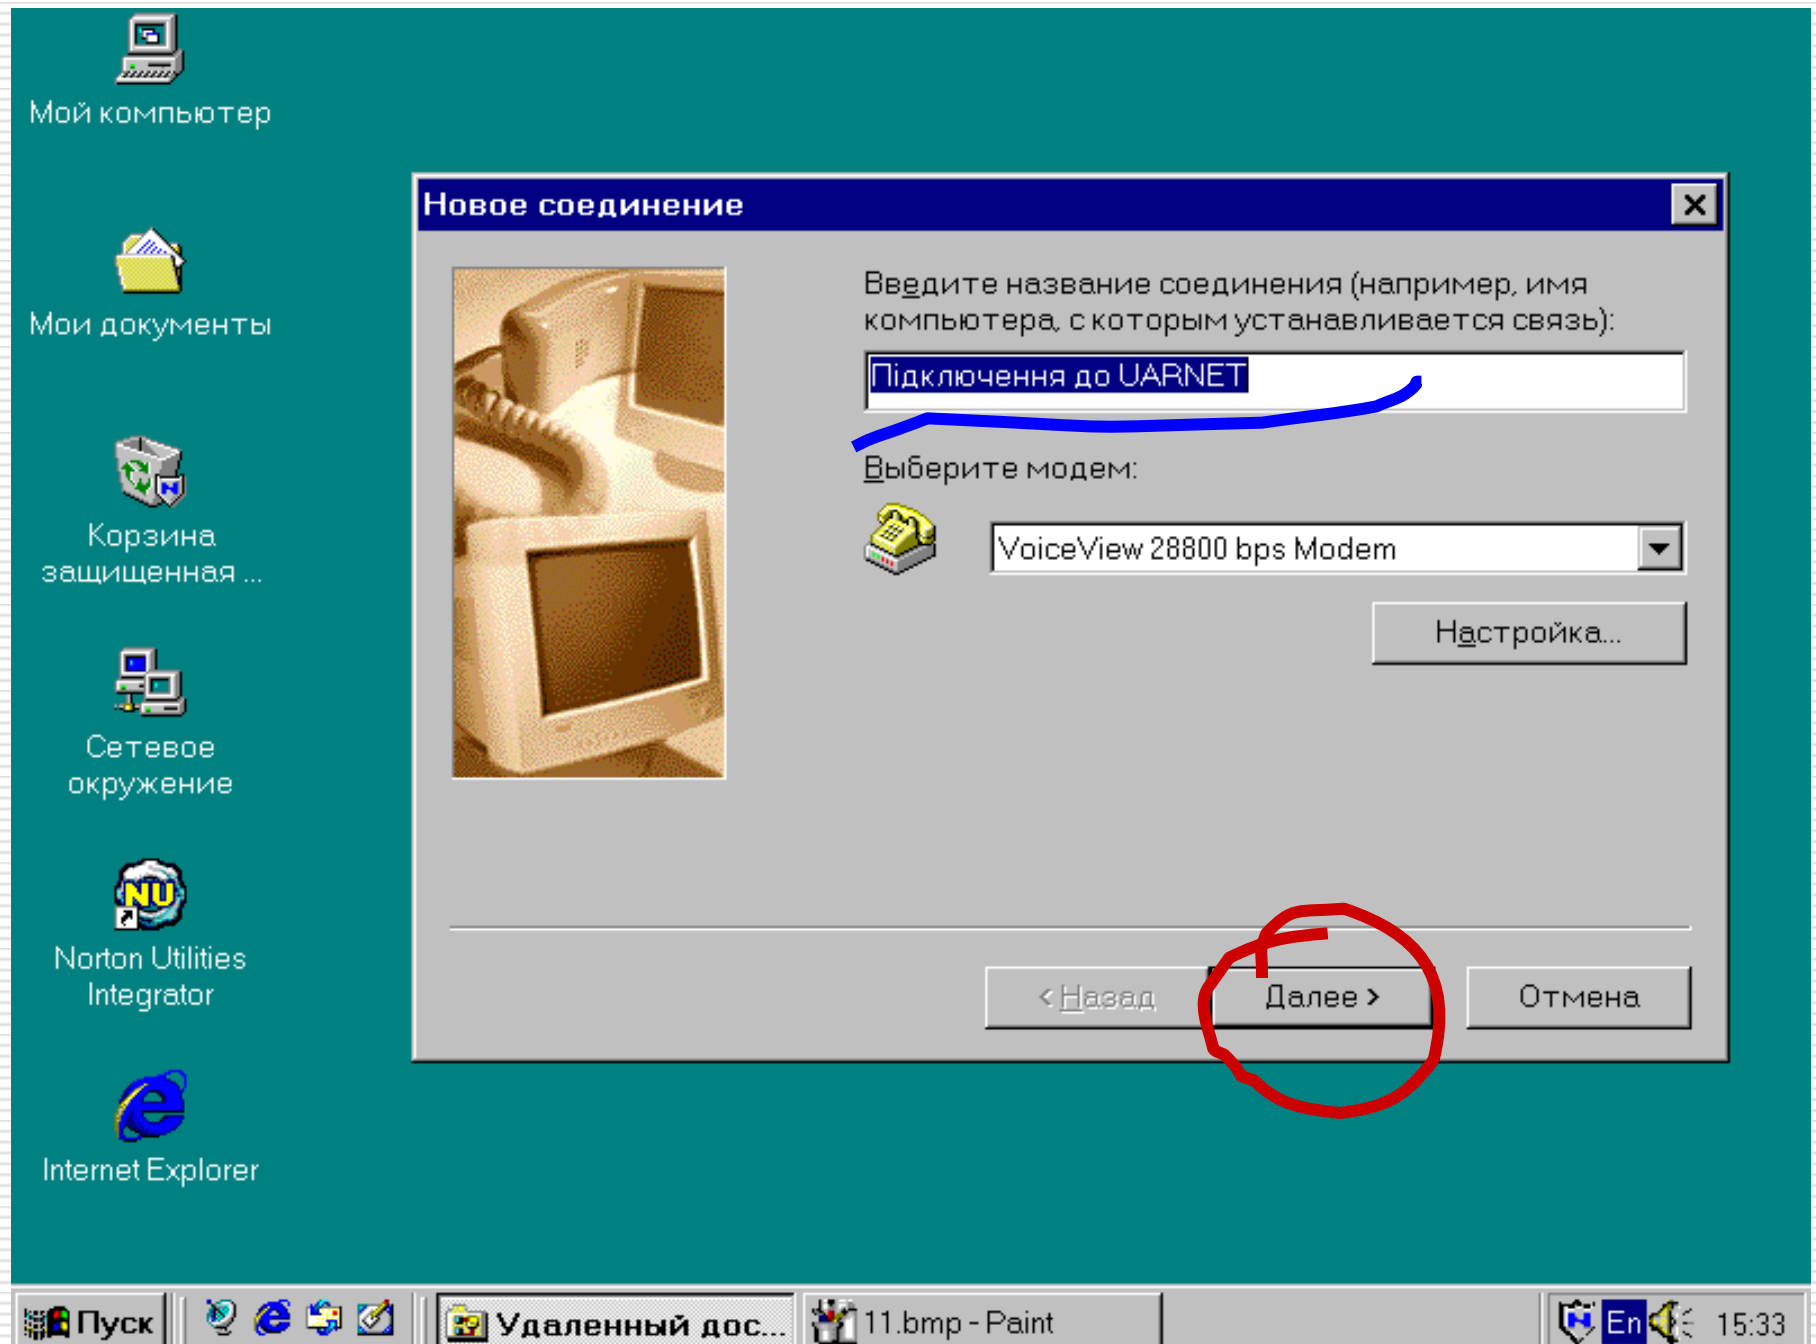 Мой компьютер
Мои документы
Корзина
защищенная ...
Сетевое
окружение
NU
Norton Utilities
Integrator
Internet Explorer
Новое соединение
Введите название соединения (например, имя
компьютера, с которым устанавливается связь):
Підключення до UARNET
Выберите модем:
VoiceView 28800 bps Modem
Настройка...
< Назад
Далее >
Отмена
Пуск
Удаленный дос...
11.bmp - Paint
En
15:33